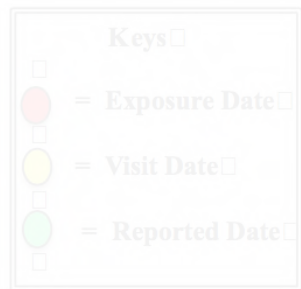 Keys
= Exposure Date
= Visit Date
= Reported Date